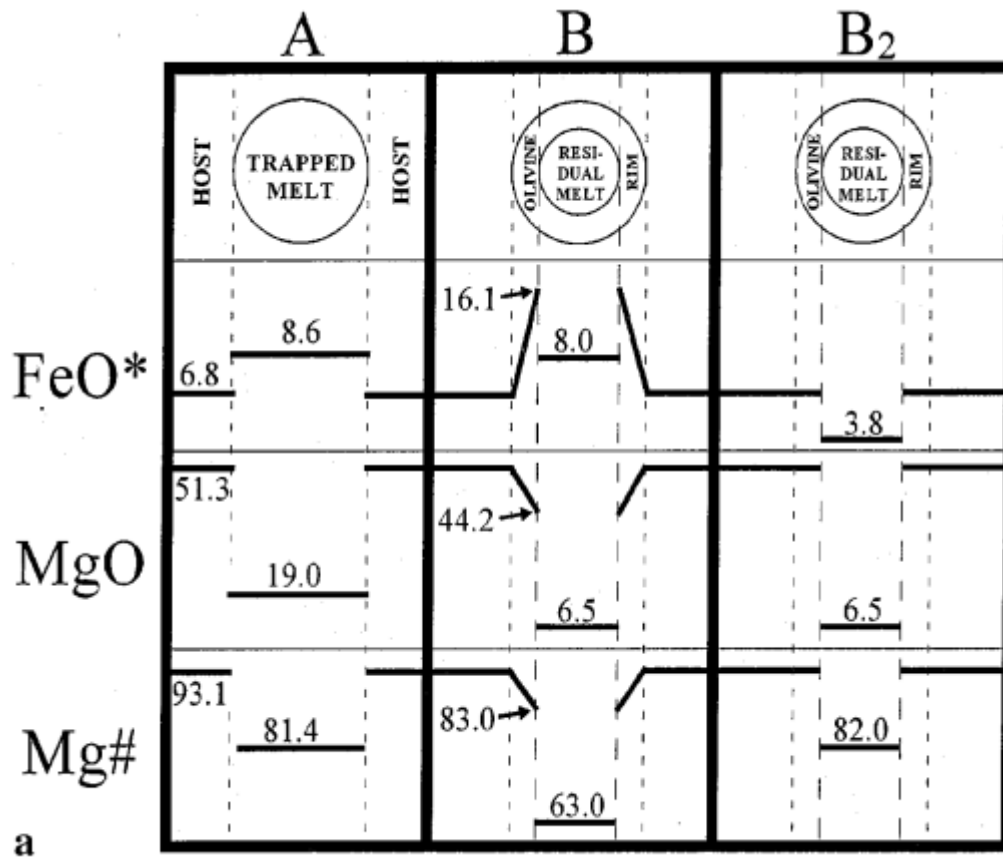 A B B2
HOST TRAPPED MELT HOST
OLIVINE RESI-DUAL MELT RIM
OLIVINE RESI-DUAL MELT RIM
FeO*
6.8 8.6 16.1 8.0 3.8
MgO
51.3 19.0 44.2 6.5 6.5
Mg#
93.1 81.4 83.0 63.0 82.0
a